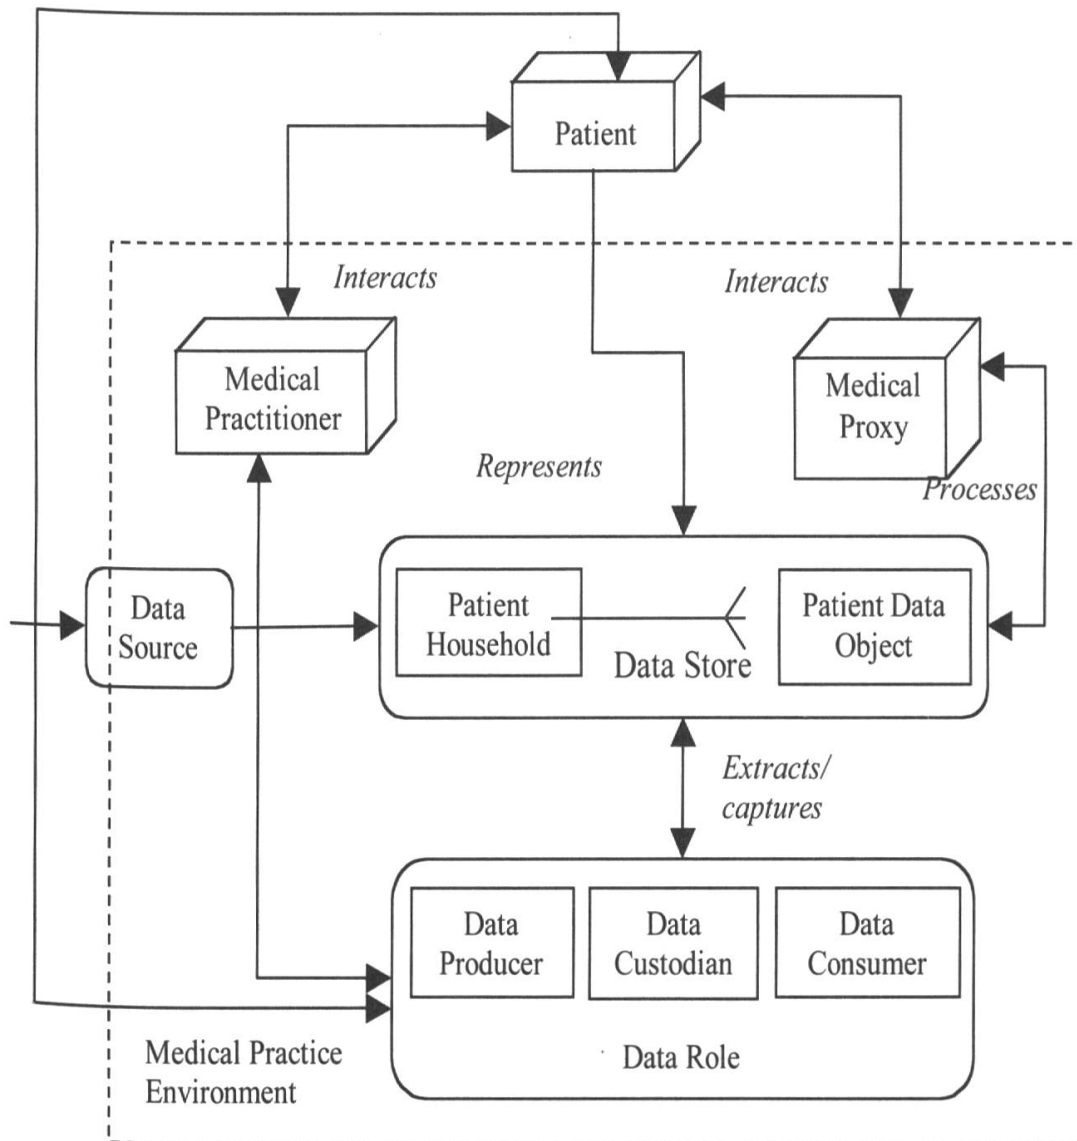 Patient
Interacts
Interacts
Medical
Practitioner
Medical
Proxy
Represents
Processes
Data
Source
Patient
Household
Data Store
Patient Data
Object
Extracts/
captures
Data
Producer
Data
Custodian
Data
Consumer
Data Role
Medical Practice
Environment